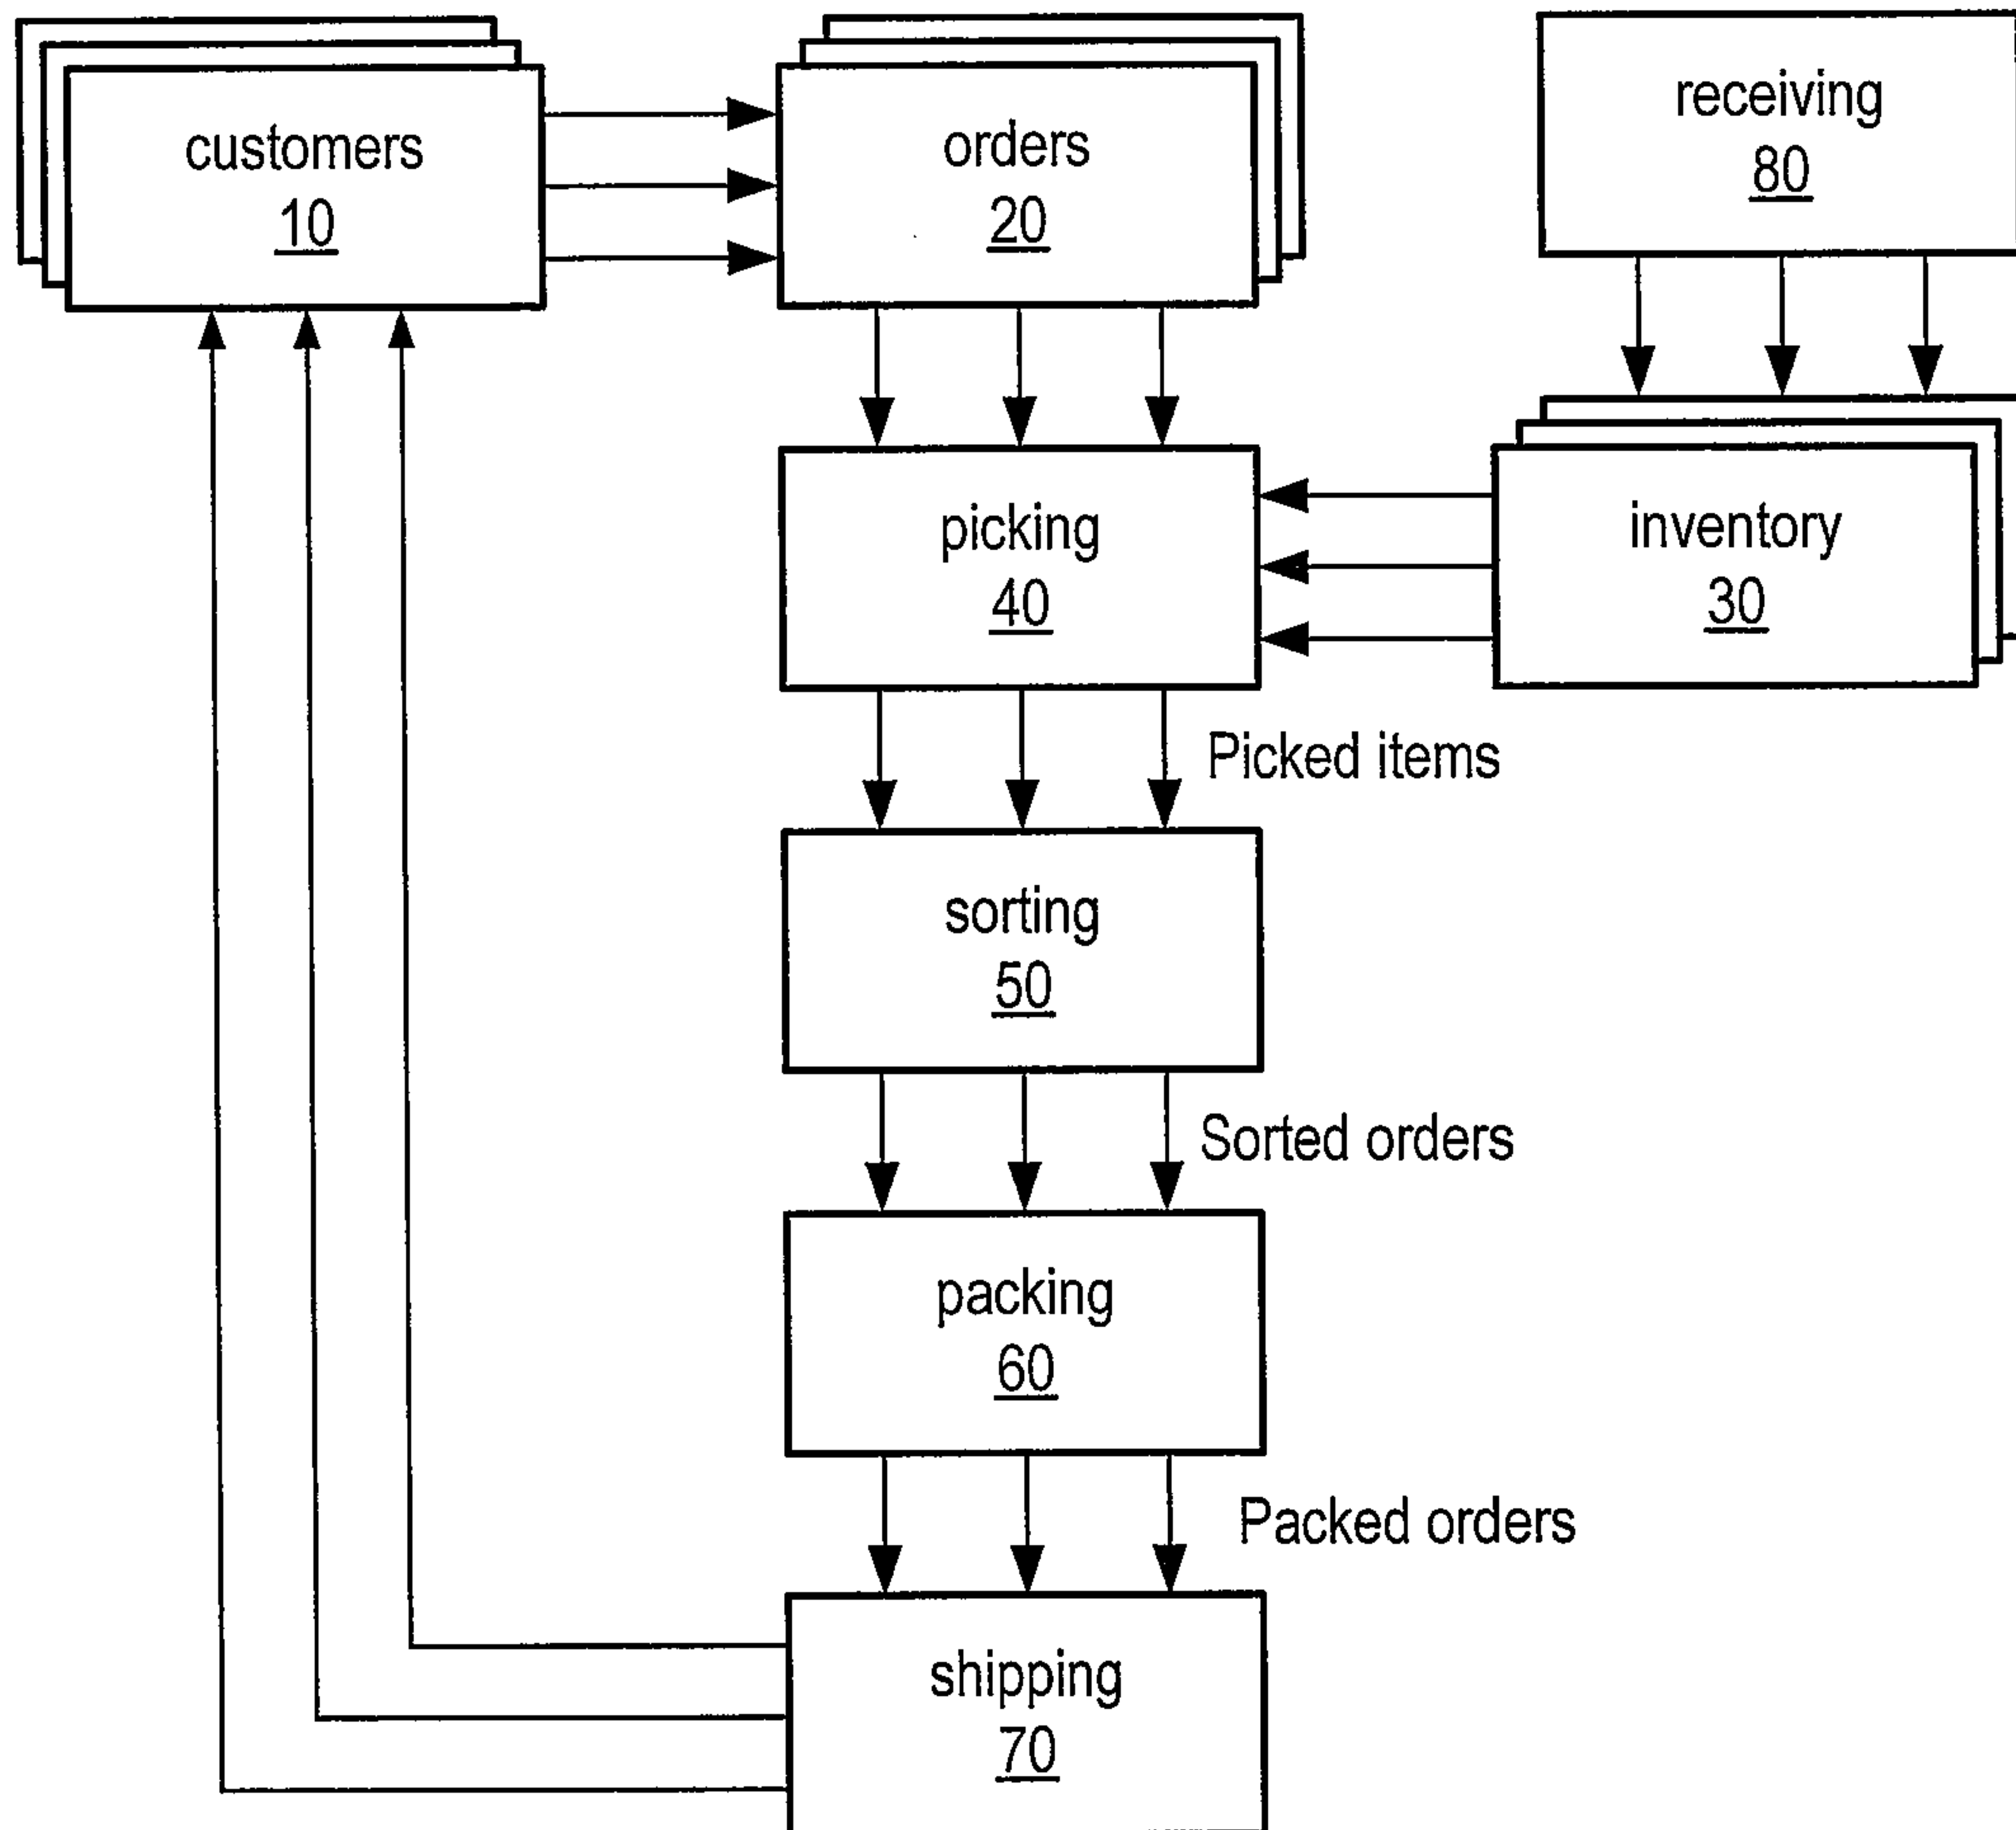 customers
10
orders
20
receiving
80
picking
40
inventory
30
Picked items
sorting
50
Sorted orders
packing
60
Packed orders
shipping
70